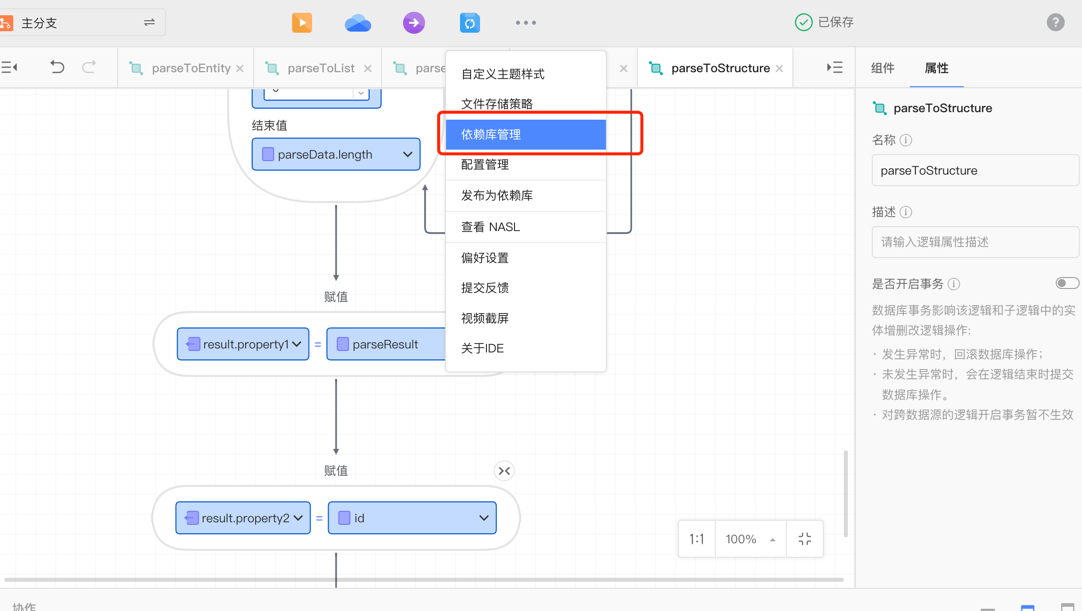 主分支
已保存
parseToEntity
parseToList
parse
parseToStructure
组件
属性
自定义主题样式
文件存储策略
依赖库管理
配置管理
发布为依赖库
查看 NASL
偏好设置
提交反馈
视频截屏
关于IDE
结束值
parseData.length
赋值
result.property1
=
parseResult
赋值
result.property2
=
id
1:1
100%
parseToStructure
名称
parseToStructure
描述
请输入逻辑属性描述
是否开启事务
数据库事务影响该逻辑和子逻辑中的实
体增删改逻辑操作:
· 发生异常时，回滚数据库操作；
· 未发生异常时，会在逻辑结束时提交
数据库操作。
· 对跨数据源的逻辑开启事务暂不生效
协作